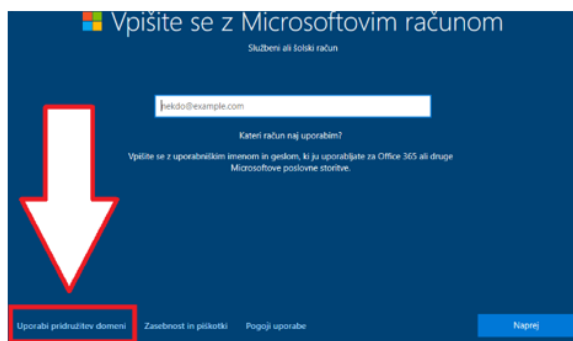 Vpišite se z Microsoftovim računom
Službeni ali šolski račun
nekdo@example.com
Kateri račun naj uporabim?
Vpišite se z uporabniškim imenom in geslom, ki ju uporabljate za Office 365 ali druge
Microsoftove poslovne storitve.
Uporabi pridružitev domeni
Zasebnost in piškotki
Pogoji uporabe
Naprej